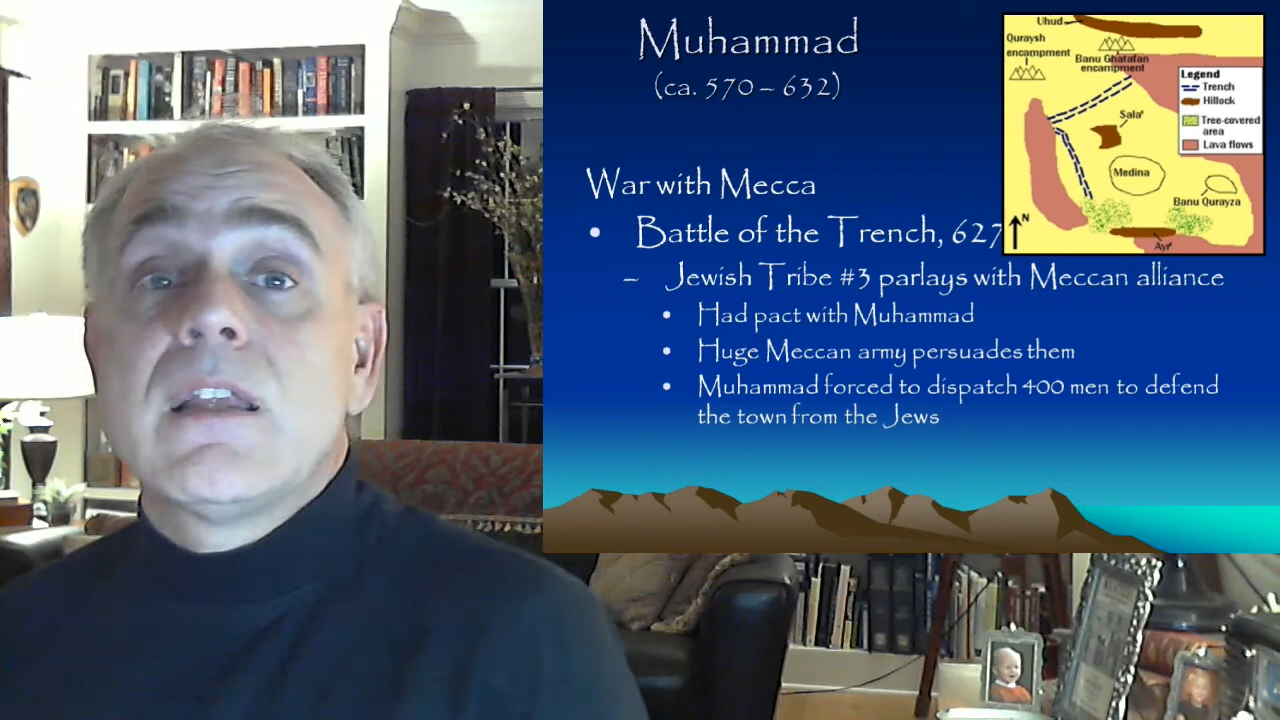 Muhammad
(ca. 570 – 632)
War with Mecca
• Battle of the Trench, 627
– Jewish Tribe #3 parlays with Meccan alliance
• Had pact with Muhammad
• Huge Meccan army persuades them
• Muhammad forced to dispatch 400 men to defend
the town from the Jews
Uhud
Quraysh
encampment
Banu Ghatafan
encampment
Legend
Trench
Hillock
Tree-covered
area
Lava flows
Sala'
Medina
Banu Qurayza
N
Ayr'